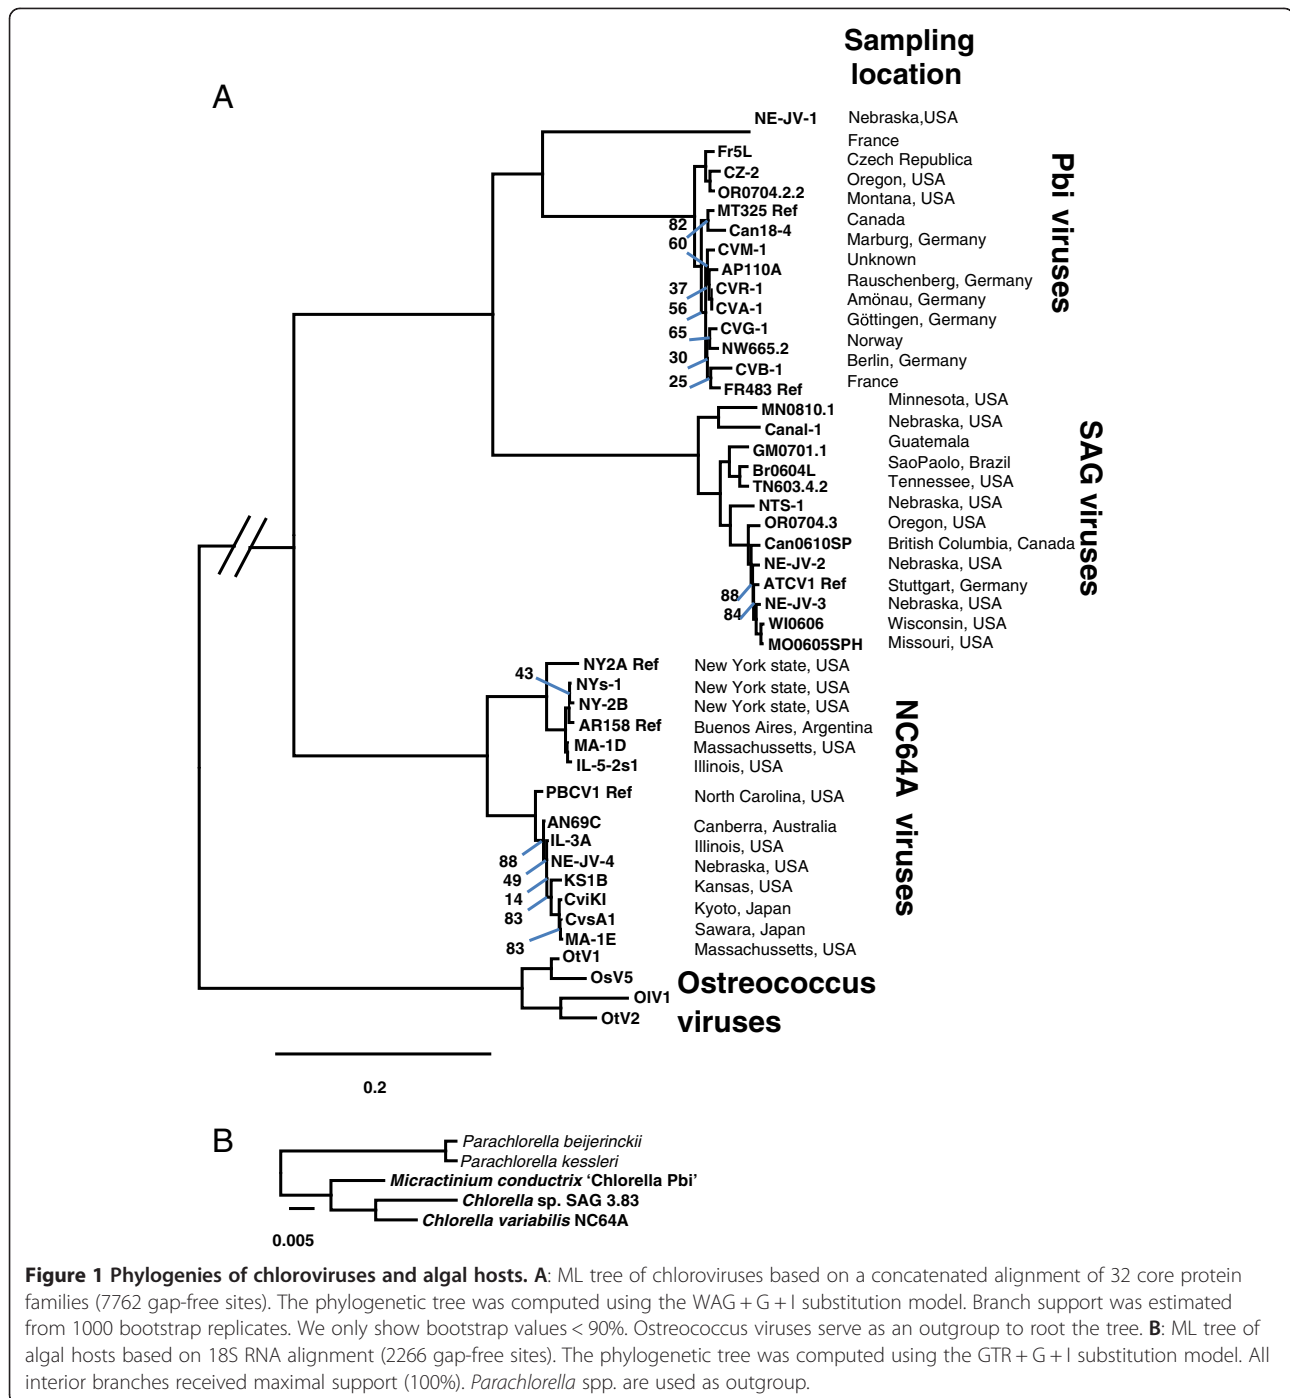 Sampling
location
A
NE-JV-1 Nebraska,USA
France
Fr5L
Czech Republica
CZ-2
Oregon, USA
OR0704.2.2
Montana, USA
MT325 Ref
Canada
82
Can18-4
Marburg, Germany
60
CVM-1
Unknown
AP110A
Rauschenberg, Germany
37
CVR-1
Amönau, Germany
56
CVA-1
Göttingen, Germany
65
CVG-1
Norway
NW665.2
30
Berlin, Germany
CVB-1
25
France
FR483 Ref
Pbi viruses
Minnesota, USA
MN0810.1
Nebraska, USA
Canal-1
Guatemala
GM0701.1
SaoPaolo, Brazil
Br0604L
Tennessee, USA
TN603.4.2
NTS-1 Nebraska, USA
OR0704.3 Oregon, USA
Can0610SP British Columbia, Canada
NE-JV-2 Nebraska, USA
ATCV1 Ref Stuttgart, Germany
88
NE-JV-3 Nebraska, USA
84
WI0606 Wisconsin, USA
MO0605SPH Missouri, USA
SAG viruses
NY2A Ref New York state, USA
43
NYs-1 New York state, USA
NY-2B New York state, USA
AR158 Ref Buenos Aires, Argentina
MA-1D Massachussetts, USA
IL-5-2s1 Illinois, USA
PBCV1 Ref North Carolina, USA
AN69C Canberra, Australia
IL-3A Illinois, USA
88
NE-JV-4 Nebraska, USA
49
KS1B Kansas, USA
14
CviKI Kyoto, Japan
83
CvsA1 Sawara, Japan
MA-1E Massachussetts, USA
83
NC64A viruses
OtV1
OsV5
OlV1
OtV2
Ostreococcus
viruses
0.2
B
Parachlorella beijerinckii
Parachlorella kessleri
Micractinium conductrix ‘Chlorella Pbi’
Chlorella sp. SAG 3.83
Chlorella variabilis NC64A
0.005
Figure 1 Phylogenies of chloroviruses and algal hosts. A: ML tree of chloroviruses based on a concatenated alignment of 32 core protein
families (7762 gap-free sites). The phylogenetic tree was computed using the WAG + G + I substitution model. Branch support was estimated
from 1000 bootstrap replicates. We only show bootstrap values < 90%. Ostreococcus viruses serve as an outgroup to root the tree. B: ML tree of
algal hosts based on 18S RNA alignment (2266 gap-free sites). The phylogenetic tree was computed using the GTR + G + I substitution model. All
interior branches received maximal support (100%). Parachlorella spp. are used as outgroup.